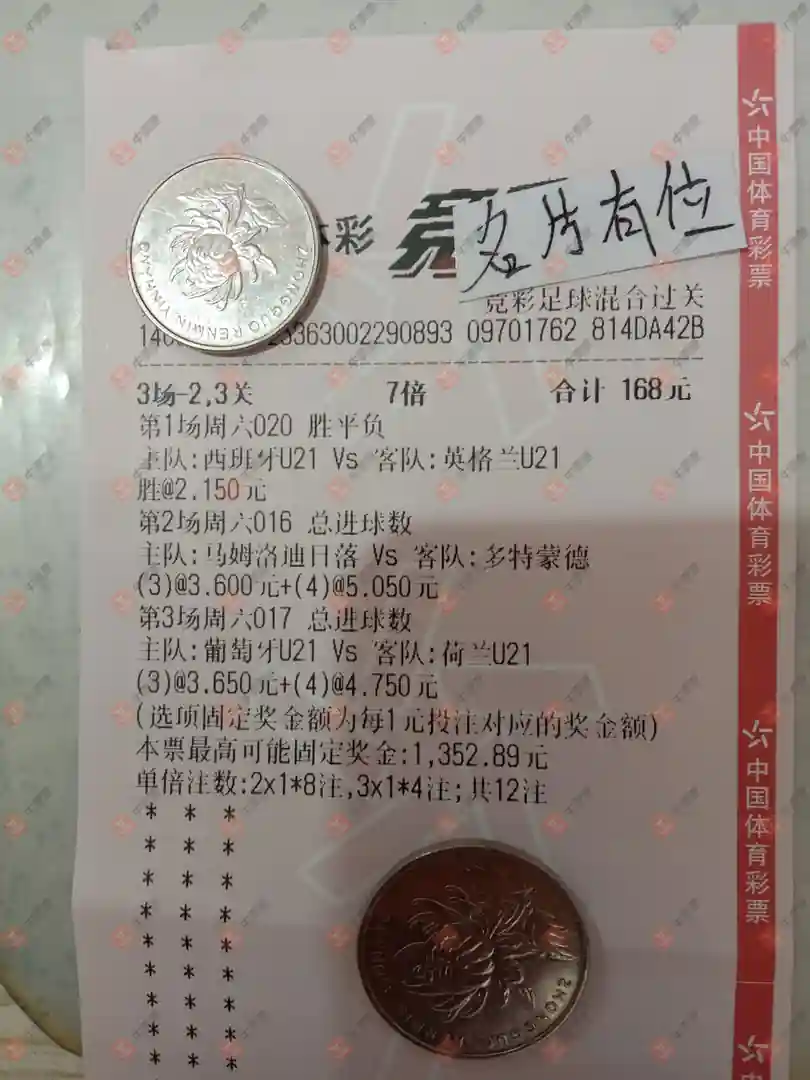 体彩 竞
名片有位
竞彩足球混合过关
363002290893 09701762 814DA42B
3场-2,3关 7倍 合计 168元
第1场周六020 胜平负
主队:西班牙U21 Vs 客队:英格兰U21
胜@2.150元
第2场周六016 总进球数
主队:马姆洛迪日落 Vs 客队:多特蒙德
(3)@3.600元+(4)@5.050元
第3场周六017 总进球数
主队:葡萄牙U21 Vs 客队:荷兰U21
(3)@3.650元+(4)@4.750元
(选项固定奖金额为每1元投注对应的奖金额)
本票最高可能固定奖金:1,352.89元
单倍注数:2x1*8注,3x1*4注;共12注
* * *
* * *
* * *
* * *
* * *
* * *
* * *
* * *
* * *
中国体育彩票
中国体育彩票
中国体育彩票
中
ZHONGGUO RENMIN YINHANG